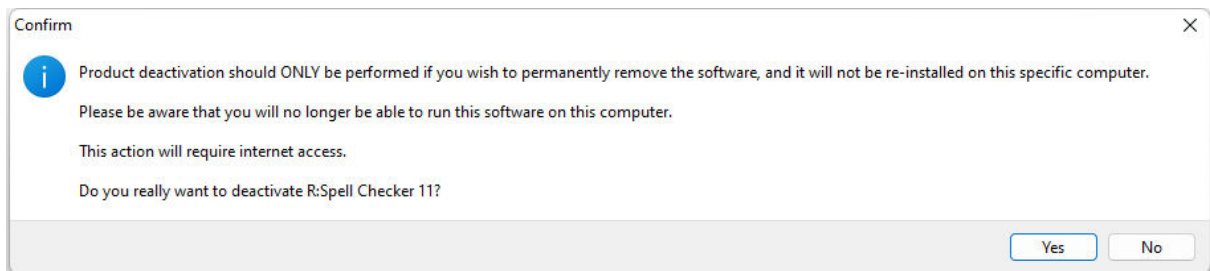 Confirm
Product deactivation should ONLY be performed if you wish to permanently remove the software, and it will not be re-installed on this specific computer.
Please be aware that you will no longer be able to run this software on this computer.
This action will require internet access.
Do you really want to deactivate R:Spell Checker 11?
Yes No